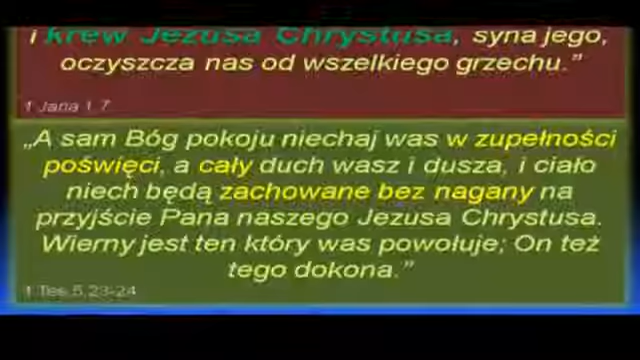 i krew Jezusa Chrystusa, syna jego,
oczyszcza nas od wszelkiego grzechu.”
1 Jana 1,7
„A sam Bóg pokoju niechaj was w zupełności
poświęci, a cały duch wasz i dusza, i ciało
niech będą zachowane bez nagany na
przyjście Pana naszego Jezusa Chrystusa.
Wierny jest ten który was powołuje; On też
tego dokona.”
1 Tes 5,23-24